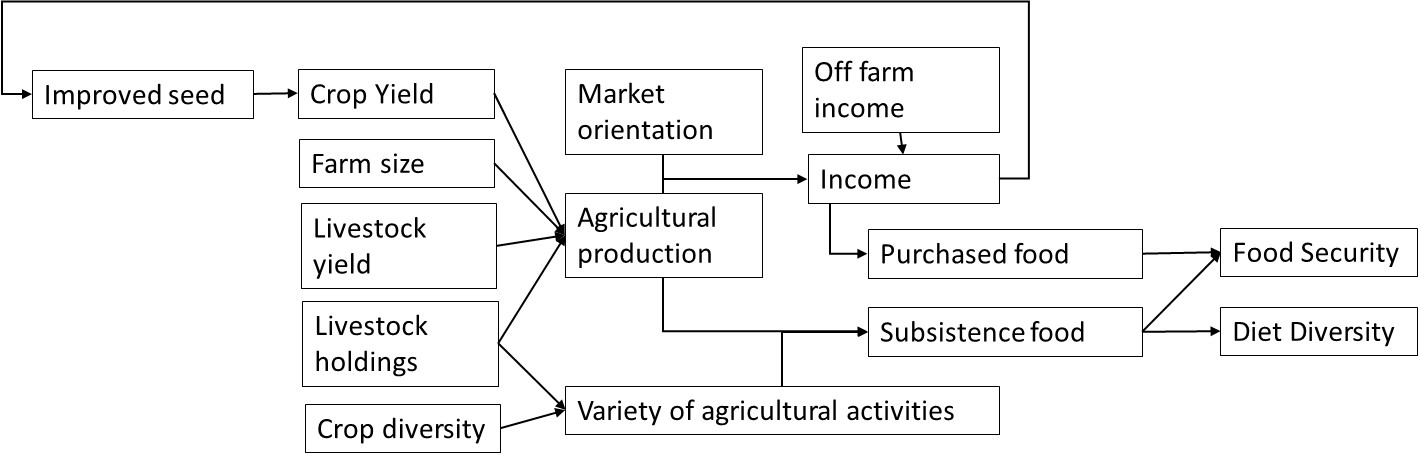 Improved seed
Crop Yield
Farm size
Livestock
yield
Livestock
holdings
Crop diversity
Market
orientation
Agricultural
production
Variety of agricultural activities
Off farm
income
Income
Purchased food
Subsistence food
Food Security
Diet Diversity